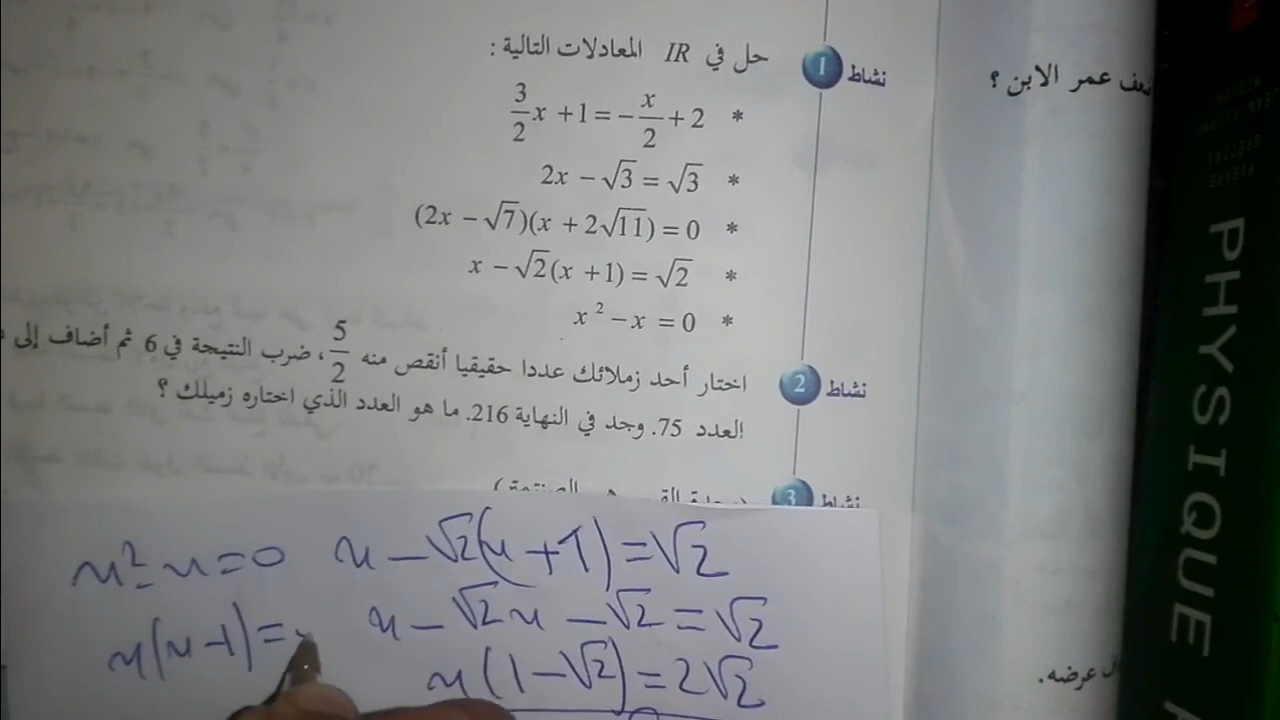 نشاط 1 حل في IR المعادلات التالية :
* 3/2 x + 1 = - x/2 + 2
* 2x - √3 = √3
* (2x - √7)(x + 2√11) = 0
* x - √2(x + 1) = √2
* x² - x = 0
نشاط 2 اختار أحد زملائك عددا حقيقيا أنقص منه 5/2 ، ضرب النتيجة في 6 ثم أضاف إلى
العدد 75. وجد في النهاية 216. ما هو العدد الذي اختاره زميلك ؟
نشاط 3
عمر الابن ؟
عرضه.
PHYSIQUE
x² - x = 0
x(x - 1) =
x - √2(x + 1) = √2
x - √2x - √2 = √2
x(1 - √2) = 2√2